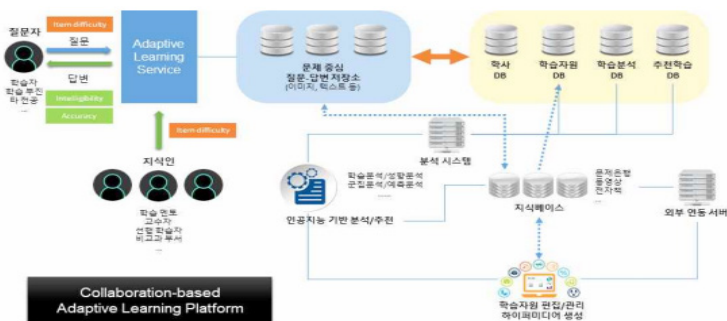 질문자
Item difficulty
질문
답변
학습자
학습 부진
타 전공
...
Intelligibility
Accuracy
Adaptive
Learning
Service
Item difficulty
지식인
학습 멘토
교수자
선행 학습자
비교과 부서
...
문제 중심
질문-답변 저장소
(이미지, 텍스트 등)
학사
DB
학습자원
DB
학습분석
DB
추천학습
DB
분석 시스템
학습분석/성향분석
군집분석/예측분석
......
인공지능 기반 분석/추천
지식베이스
문제은행
동영상
전자책
...
외부 연동 서버
학습자원 편집/관리
하이퍼미디어 생성
Collaboration-based
Adaptive Learning Platform